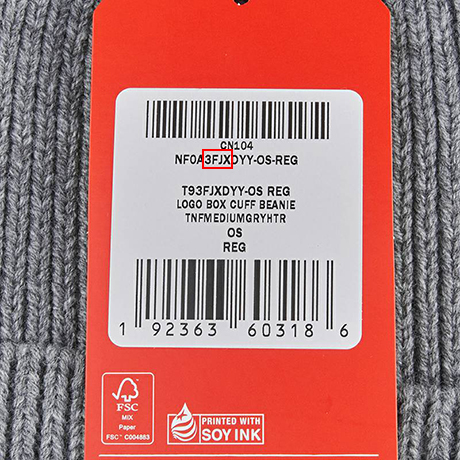 CN104
NF0A3FJXDYY-OS-REG
T93FJXDYY-OS REG
LOGO BOX CUFF BEANIE
TNFMEDIUMGRYHTR
OS
REG
1 92363 60318 6
FSC
MIX
Paper
FSC™ C004883
PRINTED WITH
SOY INK